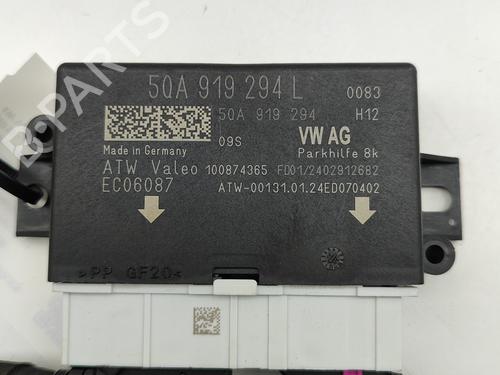 5QA 919 294 L
0083
5QA 919 294
H12
09S
VW AG
Made in Germany
Parkhilfe 8k
ATW Valeo 100874365 FD01/2402912682
EC06087
ATW-00131.01.24ED070402
>PP GF20<
B-PARTS